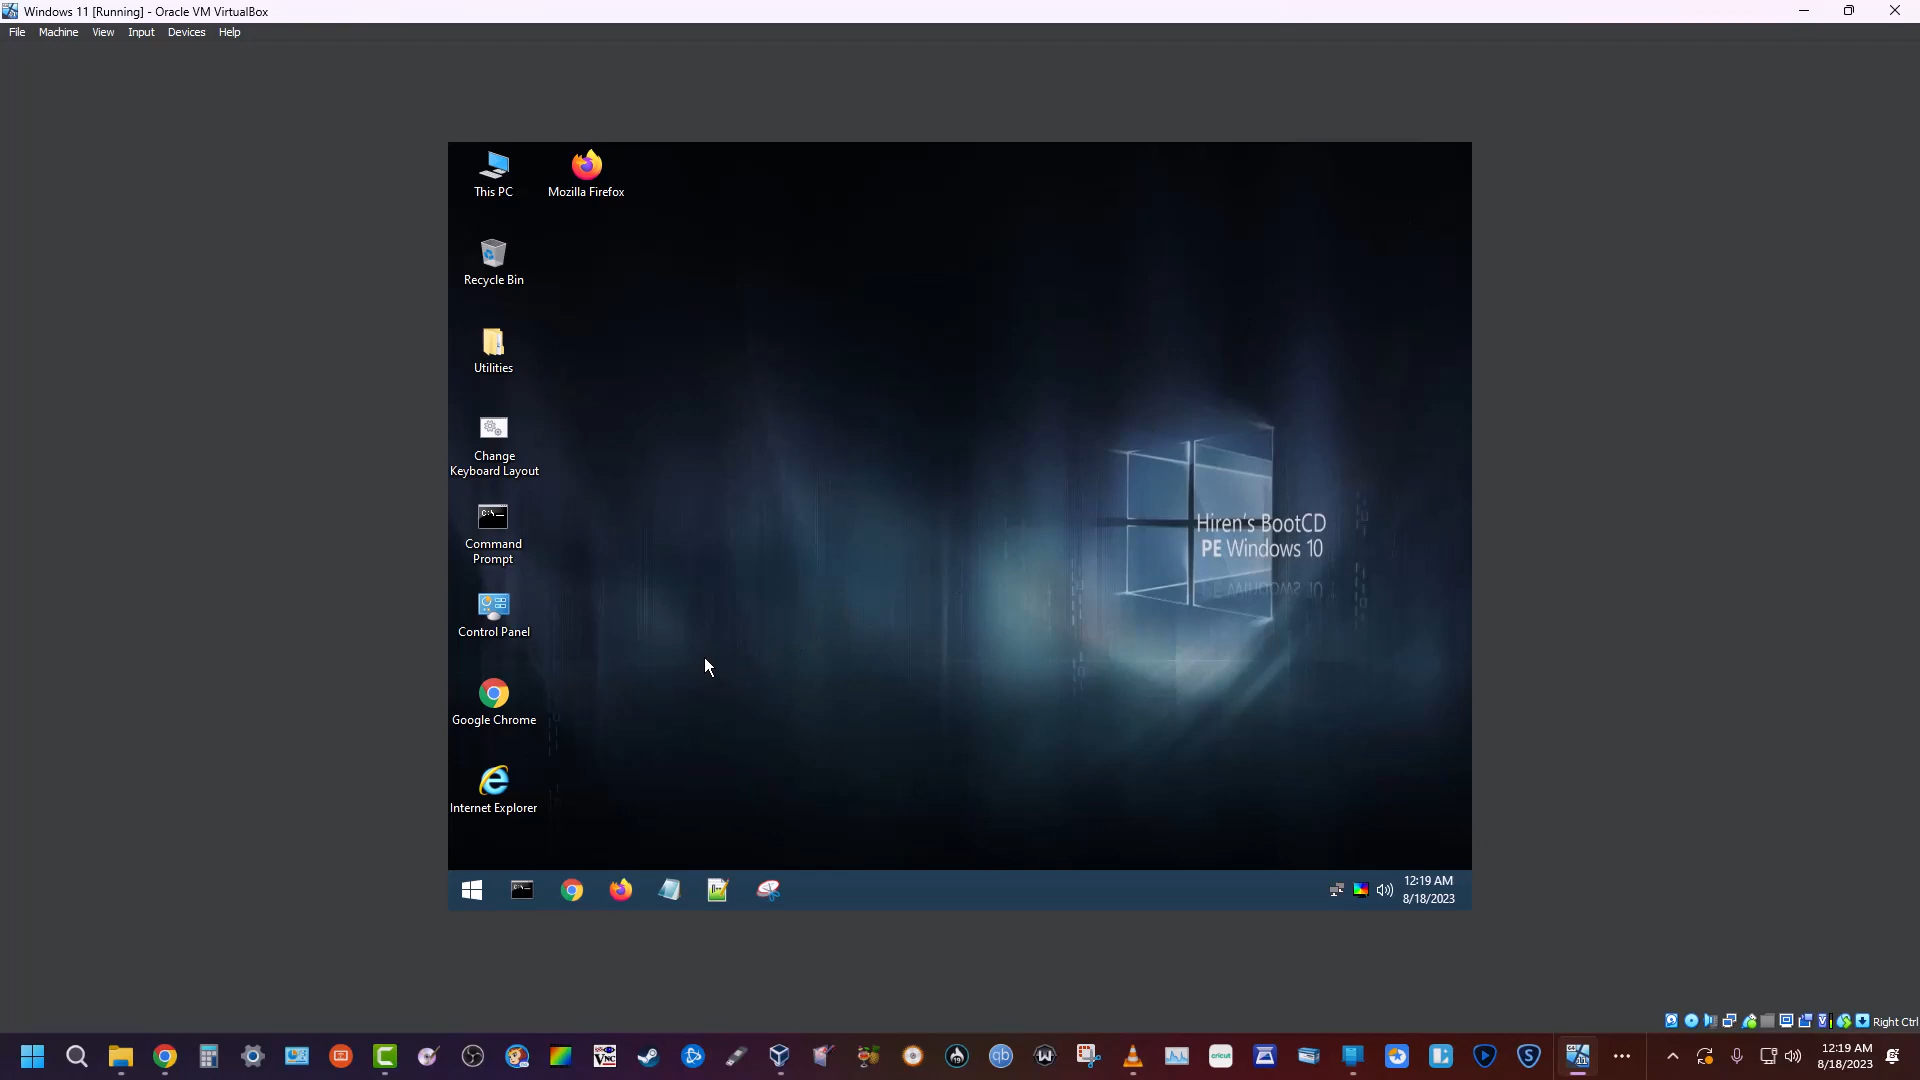 Windows 11 [Running] - Oracle VM VirtualBox
File Machine View Input Devices Help
This PC
Mozilla Firefox
Recycle Bin
Utilities
Change
Keyboard Layout
Command
Prompt
Control Panel
Google Chrome
Internet Explorer
Hiren's BootCD
PE Windows 10
12:19 AM
8/18/2023
Right Ctrl
12:19 AM
8/18/2023